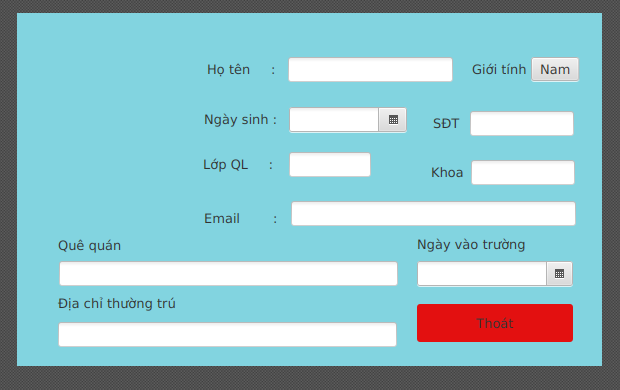 Họ tên : Giới tính Nam
Ngày sinh : SĐT
Lớp QL : Khoa
Email :
Quê quán Ngày vào trường
Địa chỉ thường trú
Thoát